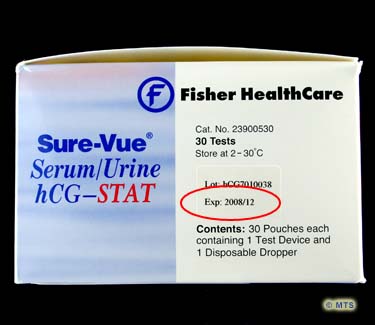 F Fisher HealthCare
Sure-Vue®
Serum/Urine
hCG–STAT
Cat. No. 23900530
30 Tests
Store at 2–30°C
Lot: hCG7010038
Exp: 2008/12
Contents: 30 Pouches each
containing 1 Test Device and
1 Disposable Dropper
© MTS